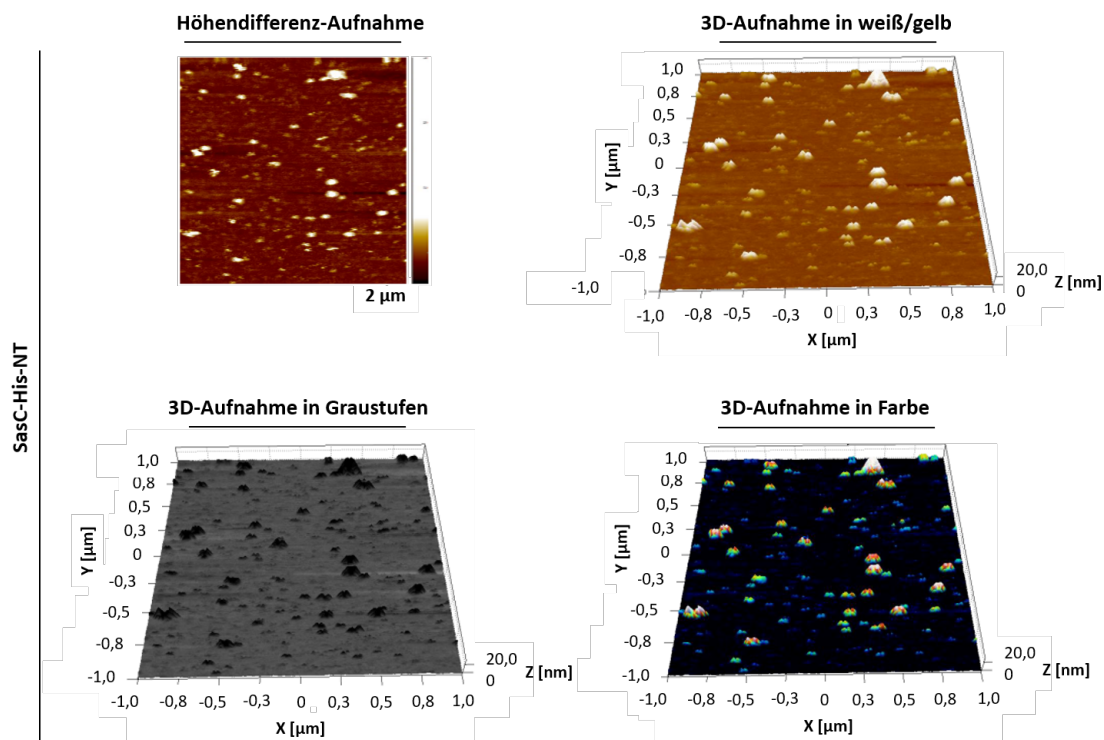 SasC-His-NT
Höhendifferenz-Aufnahme
2 µm
3D-Aufnahme in weiß/gelb
1,0
0,8
0,5
0,3
0
-0,3
-0,5
-0,8
-1,0
Y [µm]
-1,0 -0,8 -0,5 -0,3 0 0,3 0,5 0,8 1,0
X [µm]
20,0
0
Z [nm]
3D-Aufnahme in Graustufen
1,0
0,8
0,5
0,3
0
-0,3
-0,5
-0,8
-1,0
Y [µm]
-1,0 -0,8 -0,5 -0,3 0 0,3 0,5 0,8 1,0
X [µm]
20,0
0
Z [nm]
3D-Aufnahme in Farbe
1,0
0,8
0,5
0,3
0
-0,3
-0,5
-0,8
-1,0
Y [µm]
-1,0 -0,8 -0,5 -0,3 0 0,3 0,5 0,8 1,0
X [µm]
20,0
0
Z [nm]